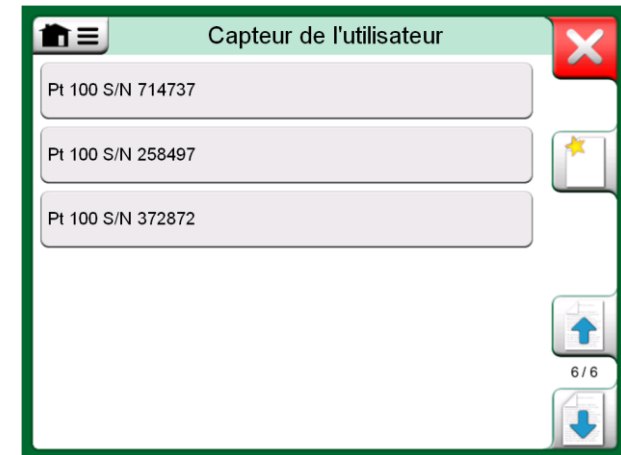 Capteur de l'utilisateur
Pt 100 S/N 714737
Pt 100 S/N 258497
Pt 100 S/N 372872
6 / 6